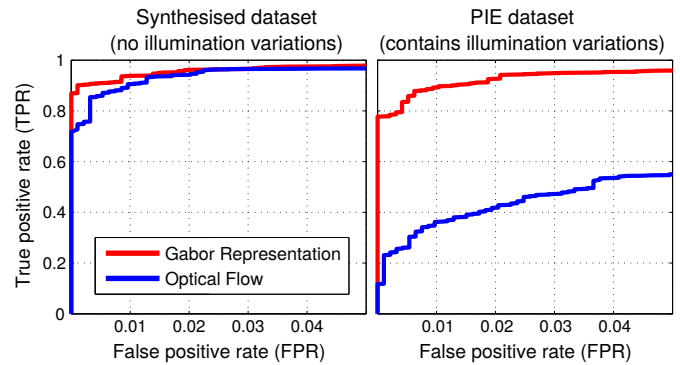 Synthesised dataset
(no illumination variations)
PIE dataset
(contains illumination variations)
True positive rate (TPR)
1
0.8
0.6
0.4
0.2
0
Gabor Representation
Optical Flow
0.01 0.02 0.03 0.04
0.01 0.02 0.03 0.04
False positive rate (FPR)
False positive rate (FPR)